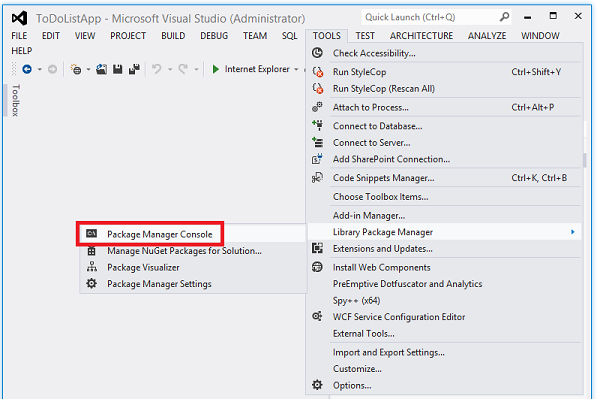 ToDoListApp - Microsoft Visual Studio (Administrator)
Quick Launch (Ctrl+Q)
FILE EDIT VIEW PROJECT BUILD DEBUG TEAM SQL TOOLS TEST ARCHITECTURE ANALYZE WINDOW
HELP
Internet Explorer
Toolbox
Check Accessibility...
Run StyleCop Ctrl+Shift+Y
Run StyleCop (Rescan All)
Attach to Process... Ctrl+Alt+P
Connect to Database...
Connect to Server...
Add SharePoint Connection...
Code Snippets Manager... Ctrl+K, Ctrl+B
Choose Toolbox Items...
Add-in Manager...
Library Package Manager
Package Manager Console
Manage NuGet Packages for Solution...
Package Visualizer
Package Manager Settings
Extensions and Updates...
Install Web Components
PreEmptive Dotfuscator and Analytics
Spy++ (x64)
WCF Service Configuration Editor
External Tools...
Import and Export Settings...
Customize...
Options...